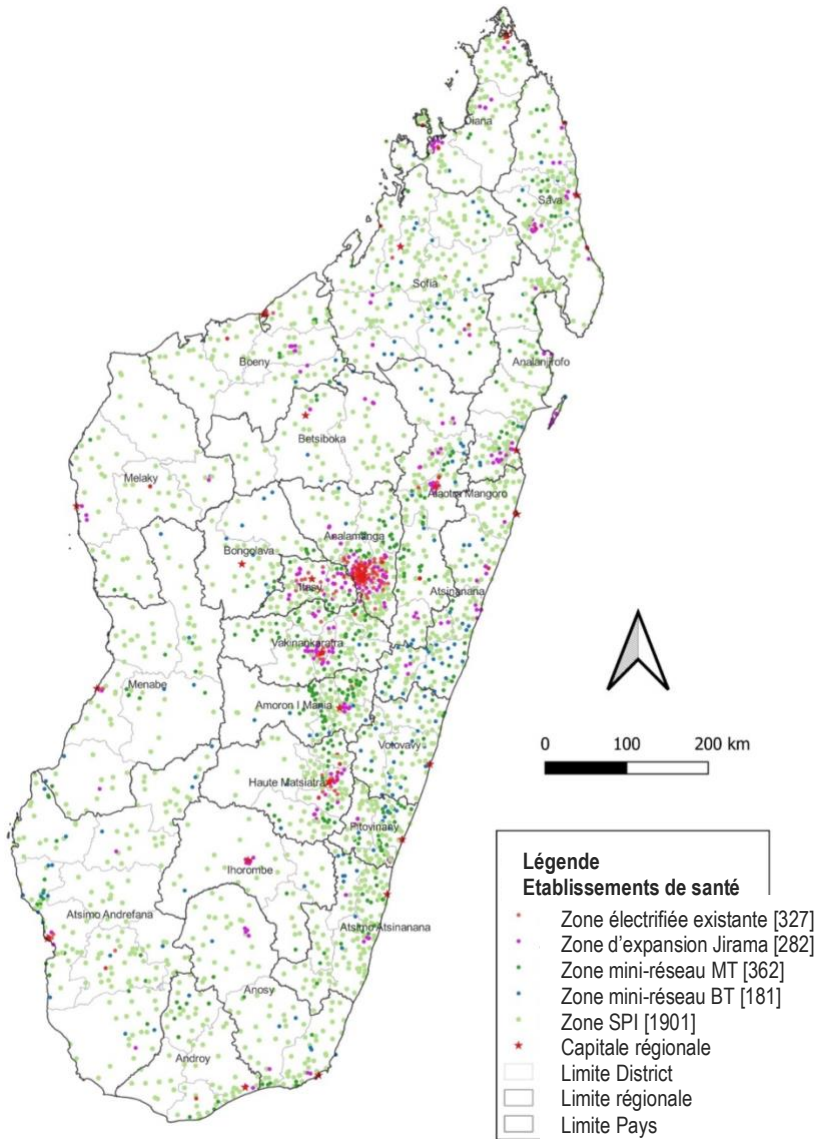 Diana
Sava
Sofia
Boeny
Analanjirofo
Betsiboka
Melaky
Alaotra Mangoro
Analamanga
Bongolava
Itasy
Atsinanana
Vakinankaratra
Menabe
Amoron I Mania
Vatovavy
Haute Matsiatra
Fitovinany
Ihorombe
Atsimo Andrefana
Atsimo Atsinanana
Anosy
Androy
0 100 200 km
Légende
Etablissements de santé
Zone électrifiée existante [327]
Zone d'expansion Jirama [282]
Zone mini-réseau MT [362]
Zone mini-réseau BT [181]
Zone SPI [1901]
Capitale régionale
Limite District
Limite régionale
Limite Pays